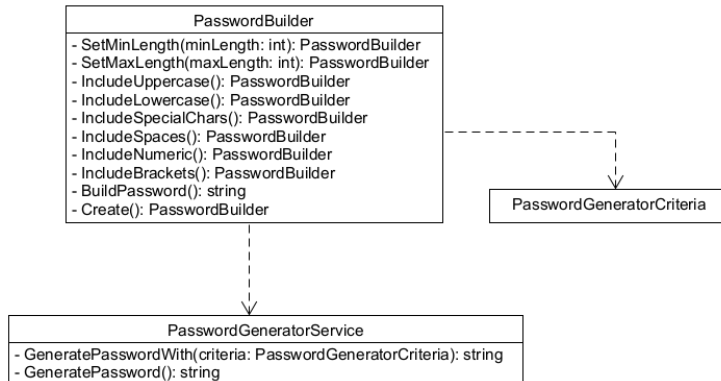 PasswordBuilder
- SetMinLength(minLength: int): PasswordBuilder
- SetMaxLength(maxLength: int): PasswordBuilder
- IncludeUppercase(): PasswordBuilder
- IncludeLowercase(): PasswordBuilder
- IncludeSpecialChars(): PasswordBuilder
- IncludeSpaces(): PasswordBuilder
- IncludeNumeric(): PasswordBuilder
- IncludeBrackets(): PasswordBuilder
- BuildPassword(): string
- Create(): PasswordBuilder
PasswordGeneratorCriteria
PasswordGeneratorService
- GeneratePasswordWith(criteria: PasswordGeneratorCriteria): string
- GeneratePassword(): string